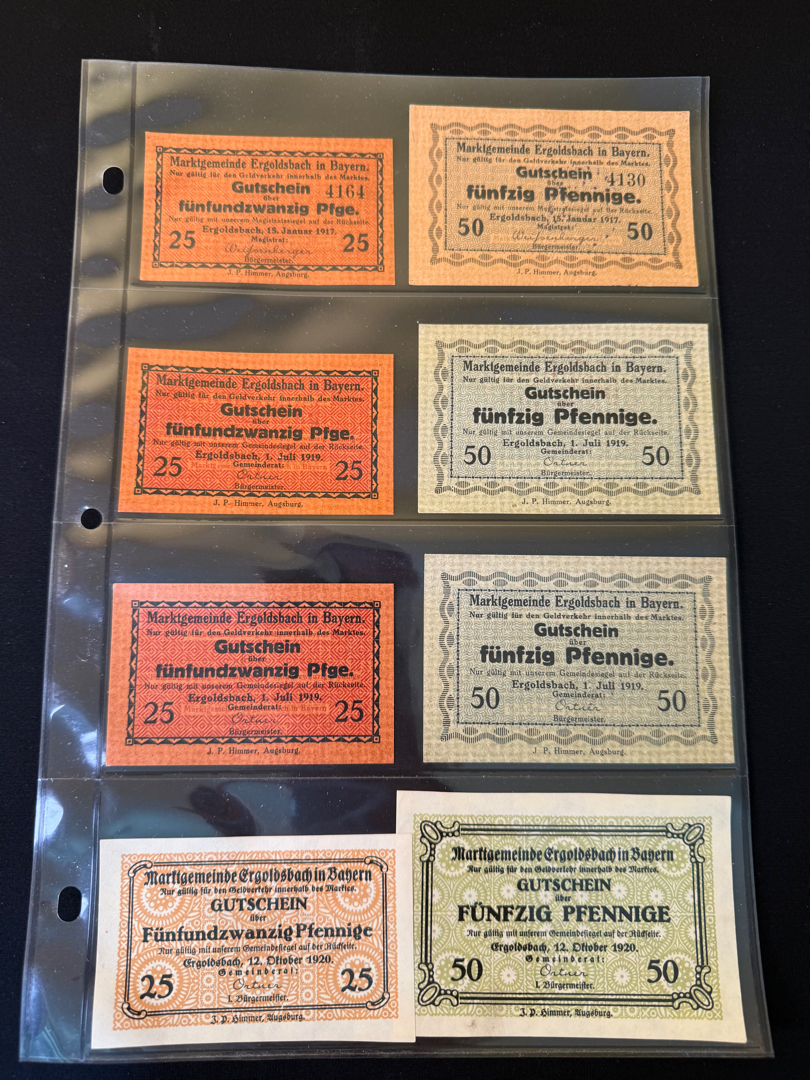 Marktgemeinde Ergoldsbach in Bayern.
Nur gültig für den Geldverkehr innerhalb des Marktes.
Gutschein 4164
über
fünfundzwanzig Pfge.
Nur gültig mit unserem Magistratssiegel auf der Rückseite.
Ergoldsbach, 15. Januar 1917.
25 Magistrat: 25
Bürgermeister.
J. P. Himmer, Augsburg.
Marktgemeinde Ergoldsbach in Bayern.
Nur gültig für den Geldverkehr innerhalb des Marktes.
Gutschein 4130
über
fünfzig Pfennige.
Nur gültig mit unserem Magistratssiegel auf der Rückseite.
Ergoldsbach, 15. Januar 1917.
50 Magistrat: 50
Bürgermeister.
J. P. Himmer, Augsburg.
Marktgemeinde Ergoldsbach in Bayern.
Nur gültig für den Geldverkehr innerhalb des Marktes.
Gutschein
über
fünfundzwanzig Pfge.
Nur gültig mit unserem Gemeindesiegel auf der Rückseite.
Ergoldsbach, 1. Juli 1919.
25 Gemeinderat: 25
Ortner
Bürgermeister.
J. P. Himmer, Augsburg.
Marktgemeinde Ergoldsbach in Bayern.
Nur gültig für den Geldverkehr innerhalb des Marktes.
Gutschein
über
fünfzig Pfennige.
Nur gültig mit unserem Gemeindesiegel auf der Rückseite.
Ergoldsbach, 1. Juli 1919.
50 Gemeinderat: 50
Ortner
Bürgermeister.
J. P. Himmer, Augsburg.
Marktgemeinde Ergoldsbach in Bayern.
Nur gültig für den Geldverkehr innerhalb des Marktes.
Gutschein
über
fünfundzwanzig Pfge.
Nur gültig mit unserem Gemeindesiegel auf der Rückseite.
Ergoldsbach, 1. Juli 1919.
25 Gemeinderat: 25
Ortner
Bürgermeister.
J. P. Himmer, Augsburg.
Marktgemeinde Ergoldsbach in Bayern.
Nur gültig für den Geldverkehr innerhalb des Marktes.
Gutschein
über
fünfzig Pfennige.
Nur gültig mit unserem Gemeindesiegel auf der Rückseite.
Ergoldsbach, 1. Juli 1919.
50 Gemeinderat: 50
Ortner
Bürgermeister.
J. P. Himmer, Augsburg.
Marktgemeinde Ergoldsbach in Bayern
Nur gültig für den Geldverkehr innerhalb des Marktes.
GUTSCHEIN
über
Fünfundzwanzig Pfennige
Nur gültig mit unserem Gemeindesiegel auf der Rückseite.
Ergoldsbach, 12. Oktober 1920.
25 Gemeinderat: 25
Ortner
I. Bürgermeister.
J. P. Himmer, Augsburg.
Marktgemeinde Ergoldsbach in Bayern
Nur gültig für den Geldverkehr innerhalb des Marktes.
GUTSCHEIN
über
FÜNFZIG PFENNIGE
Nur gültig mit unserem Gemeindesiegel auf der Rückseite.
Ergoldsbach, 12. Oktober 1920.
50 Gemeinderat: 50
Ortner
I. Bürgermeister.
J. P. Himmer, Augsburg.